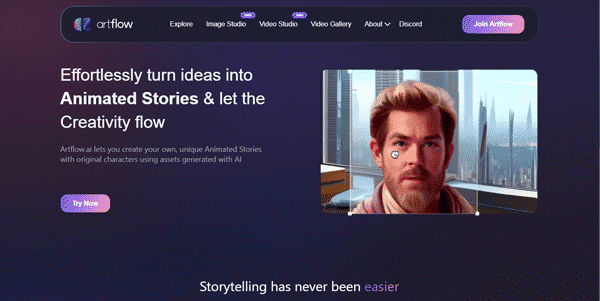 artflow
Explore Image Studio Video Studio Video Gallery About Discord
Join Artflow
Effortlessly turn ideas into
Animated Stories & let the
Creativity flow
Artflow.ai lets you create your own, unique Animated Stories
with original characters using assets generated with AI
Try Now
Storytelling has never been easier